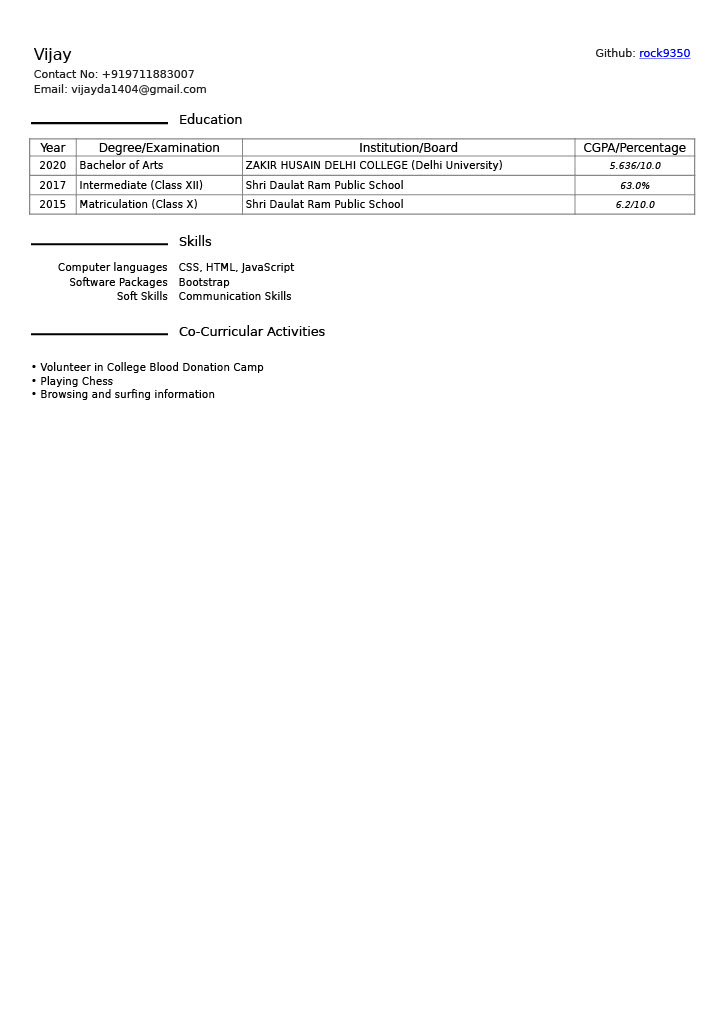 Vijay
Github: rock9350
Contact No: +919711883007
Email: vijayda1404@gmail.com
Education
Year Degree/Examination Institution/Board CGPA/Percentage
2020 Bachelor of Arts ZAKIR HUSAIN DELHI COLLEGE (Delhi University) 5.636/10.0
2017 Intermediate (Class XII) Shri Daulat Ram Public School 63.0%
2015 Matriculation (Class X) Shri Daulat Ram Public School 6.2/10.0
Skills
Computer languages CSS, HTML, JavaScript
Software Packages Bootstrap
Soft Skills Communication Skills
Co-Curricular Activities
• Volunteer in College Blood Donation Camp
• Playing Chess
• Browsing and surfing information